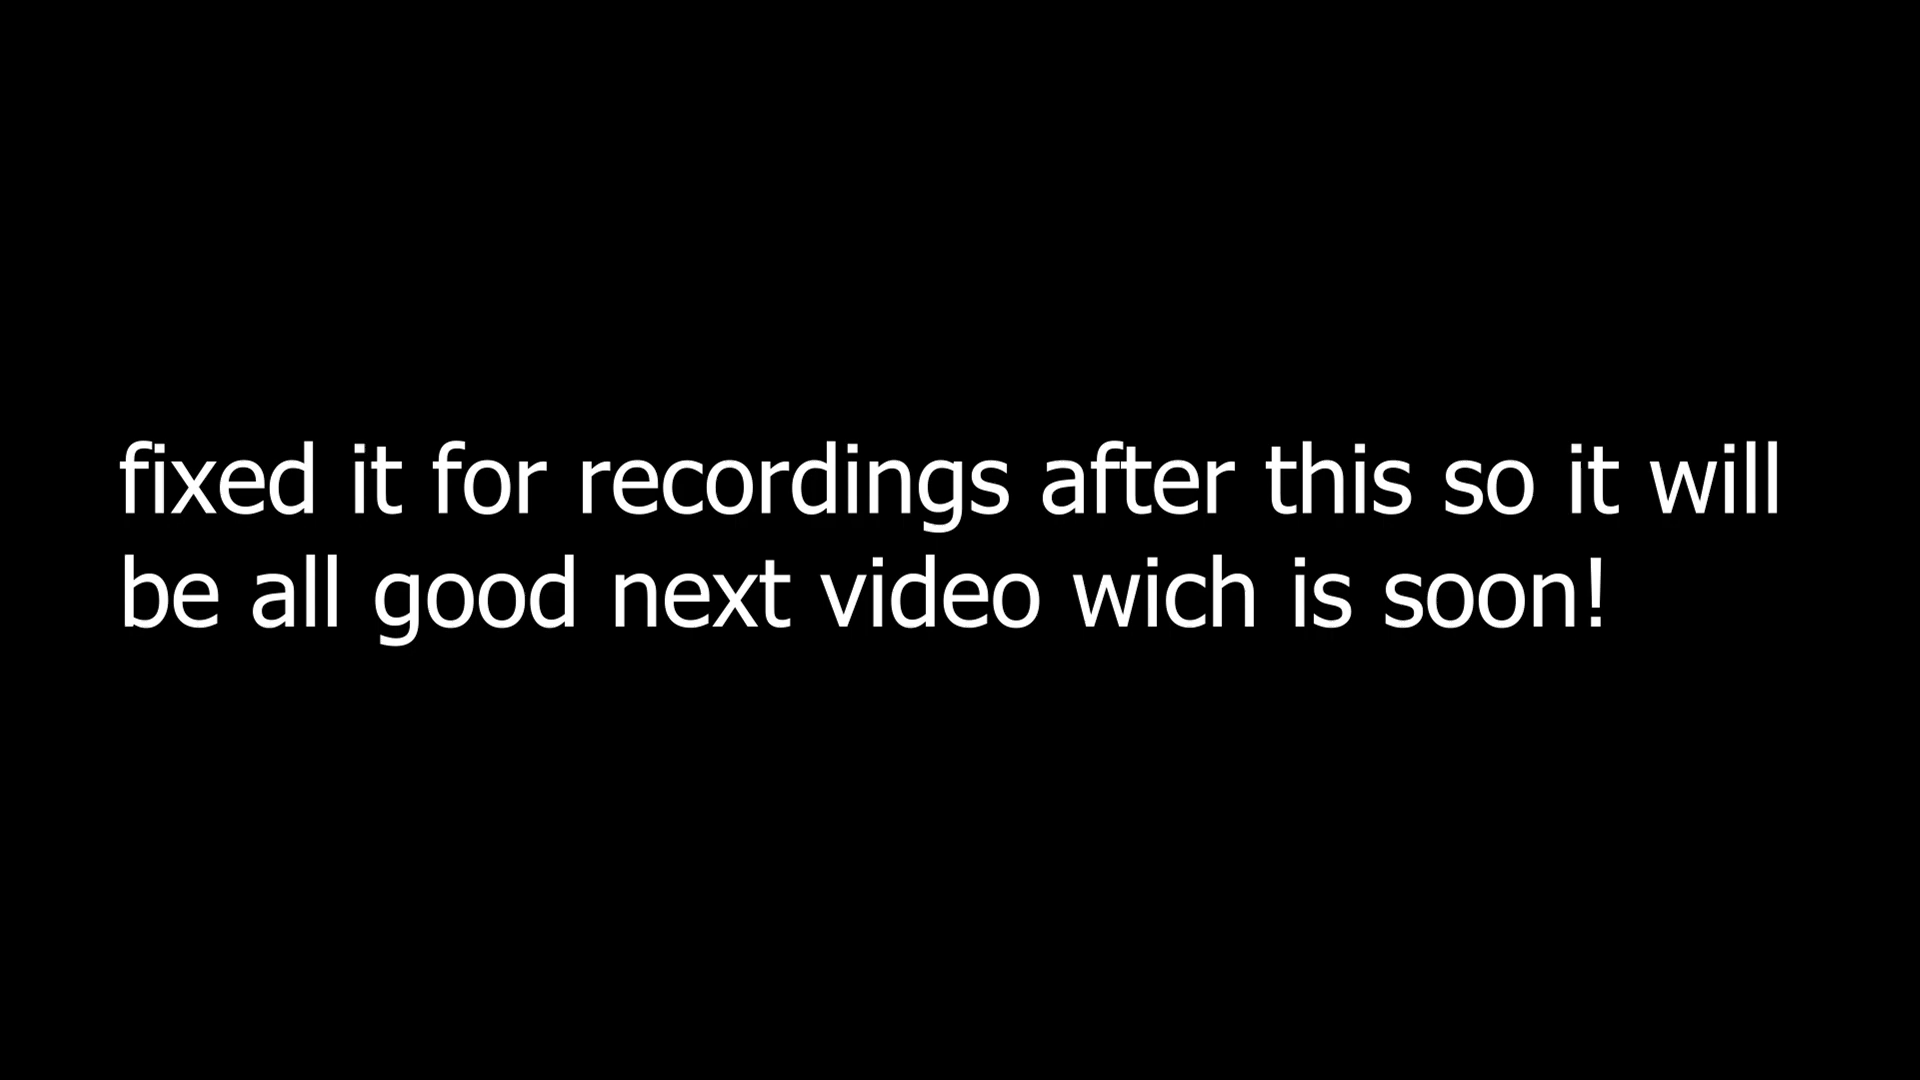 fixed it for recordings after this so it will
be all good next video wich is soon!